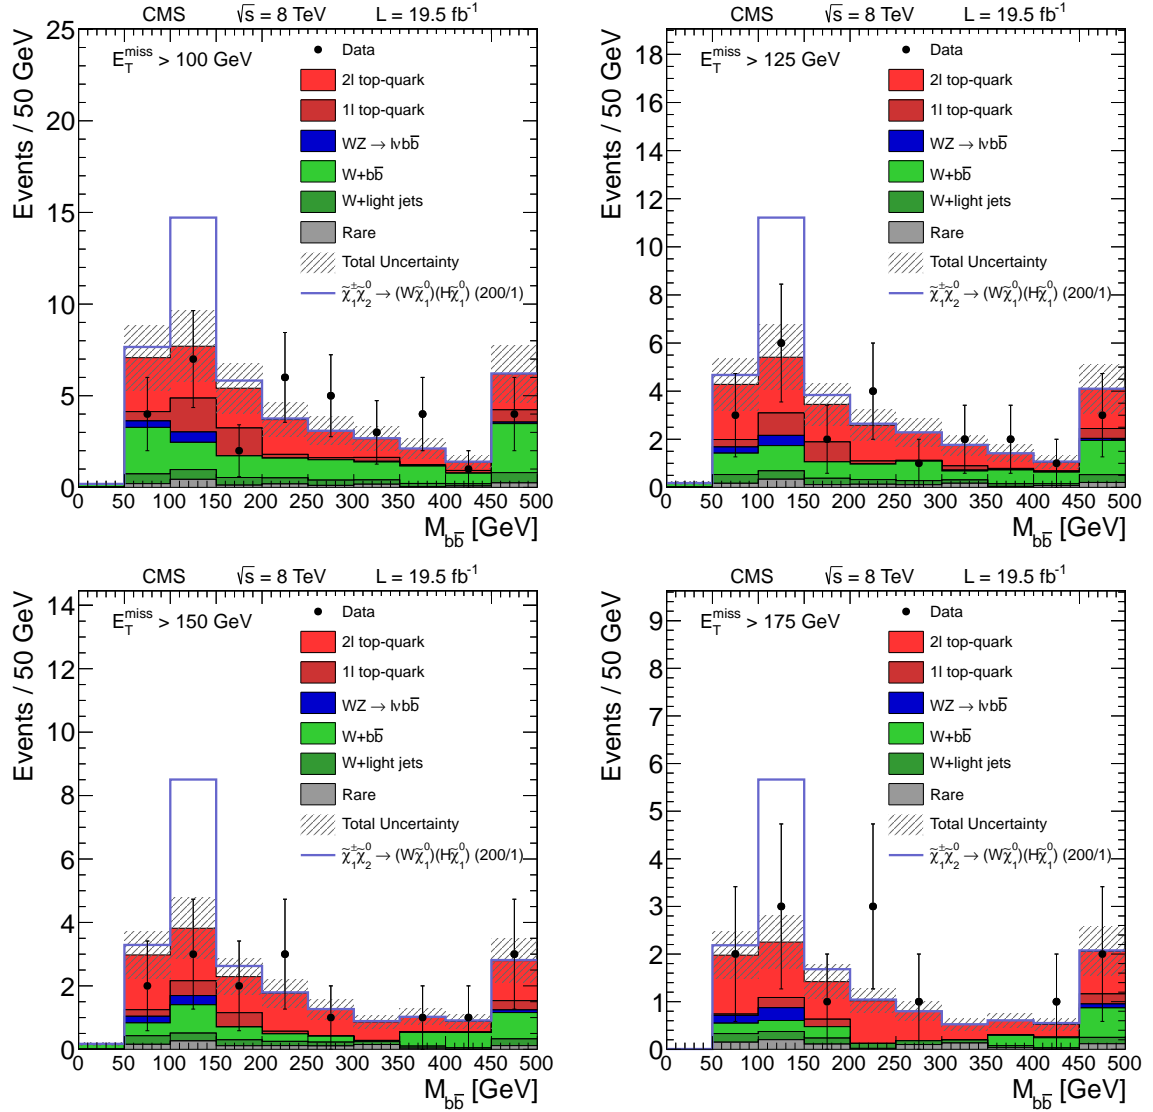 CMS √s = 8 TeV L = 19.5 fb⁻¹
E_T^miss > 100 GeV
Events / 50 GeV
25
20
15
10
5
0
Data
2l top-quark
1l top-quark
WZ → lνbb̄
W+bb̄
W+light jets
Rare
Total Uncertainty
χ̃₁^± χ̃₂⁰ → (Wχ̃₁⁰)(Hχ̃₁⁰) (200/1)
0 50 100 150 200 250 300 350 400 450 500
M_bb̄ [GeV]
CMS √s = 8 TeV L = 19.5 fb⁻¹
E_T^miss > 125 GeV
Events / 50 GeV
18
16
14
12
10
8
6
4
2
0
Data
2l top-quark
1l top-quark
WZ → lνbb̄
W+bb̄
W+light jets
Rare
Total Uncertainty
χ̃₁^± χ̃₂⁰ → (Wχ̃₁⁰)(Hχ̃₁⁰) (200/1)
0 50 100 150 200 250 300 350 400 450 500
M_bb̄ [GeV]
CMS √s = 8 TeV L = 19.5 fb⁻¹
E_T^miss > 150 GeV
Events / 50 GeV
14
12
10
8
6
4
2
0
Data
2l top-quark
1l top-quark
WZ → lνbb̄
W+bb̄
W+light jets
Rare
Total Uncertainty
χ̃₁^± χ̃₂⁰ → (Wχ̃₁⁰)(Hχ̃₁⁰) (200/1)
0 50 100 150 200 250 300 350 400 450 500
M_bb̄ [GeV]
CMS √s = 8 TeV L = 19.5 fb⁻¹
E_T^miss > 175 GeV
Events / 50 GeV
9
8
7
6
5
4
3
2
1
0
Data
2l top-quark
1l top-quark
WZ → lνbb̄
W+bb̄
W+light jets
Rare
Total Uncertainty
χ̃₁^± χ̃₂⁰ → (Wχ̃₁⁰)(Hχ̃₁⁰) (200/1)
0 50 100 150 200 250 300 350 400 450 500
M_bb̄ [GeV]